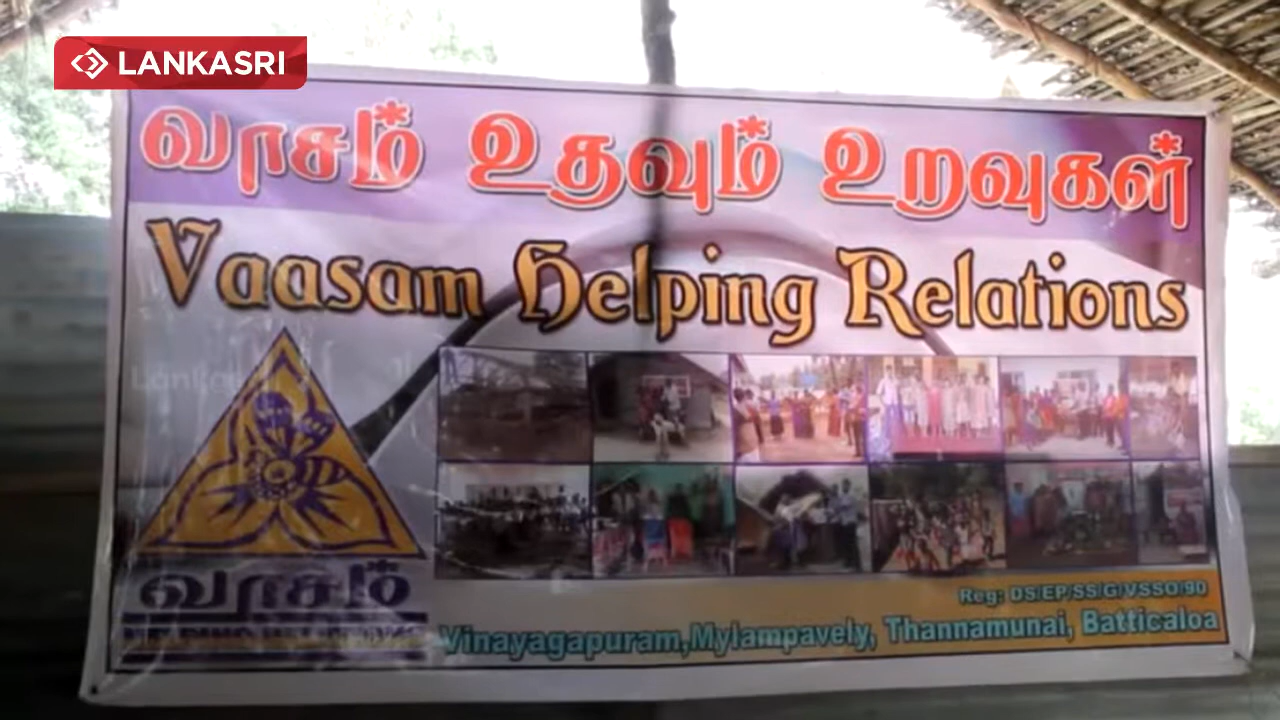 LANKASRI
வாசம் உதவும் உறவுகள்
Vaasam Helping Relations
Lankasri
வாசம்
Reg: DS/EP/SS/G/VSSO/90
Vinayagapuram,Mylampavely, Thannamunai, Batticaloa